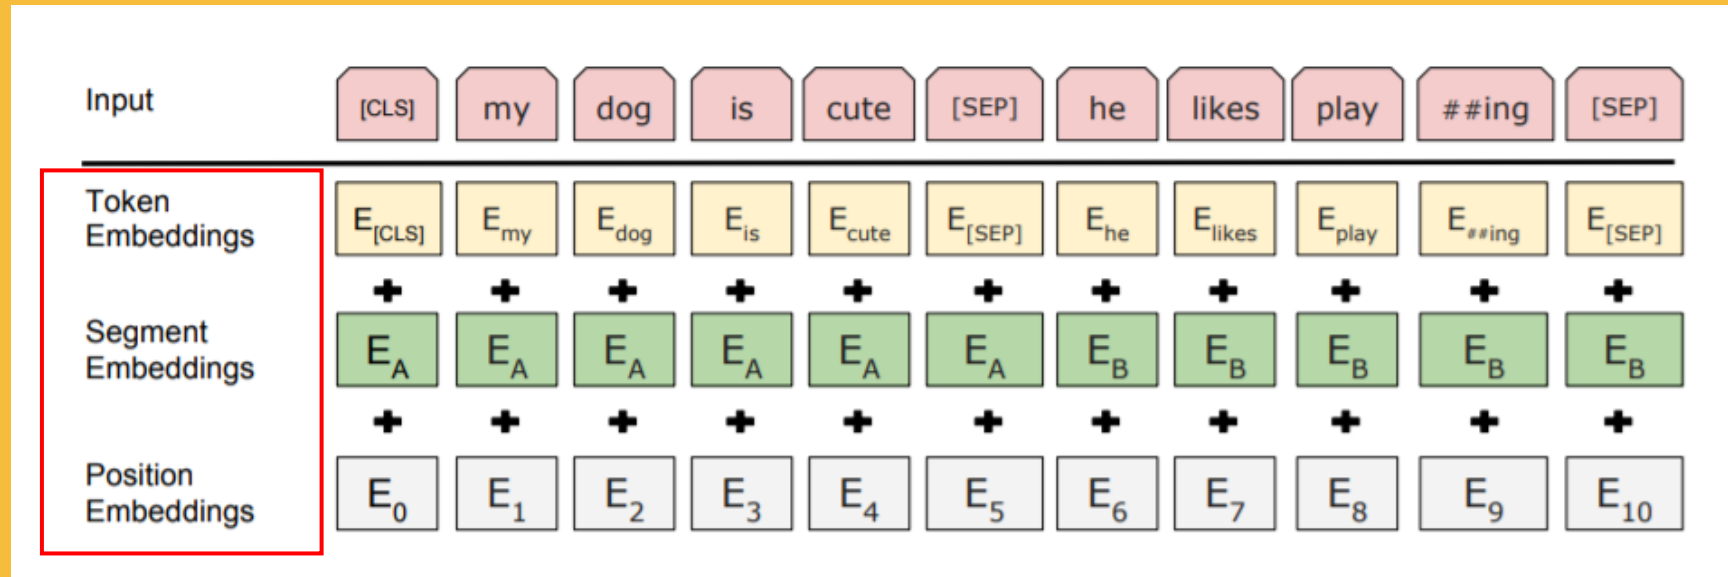 Input [CLS] my dog is cute [SEP] he likes play ##ing [SEP]
Token
Embeddings E[CLS] Emy Edog Eis Ecute E[SEP] Ehe Elikes Eplay E##ing E[SEP]
+ + + + + + + + + + +
Segment
Embeddings EA EA EA EA EA EA EB EB EB EB EB
+ + + + + + + + + + +
Position
Embeddings E0 E1 E2 E3 E4 E5 E6 E7 E8 E9 E10